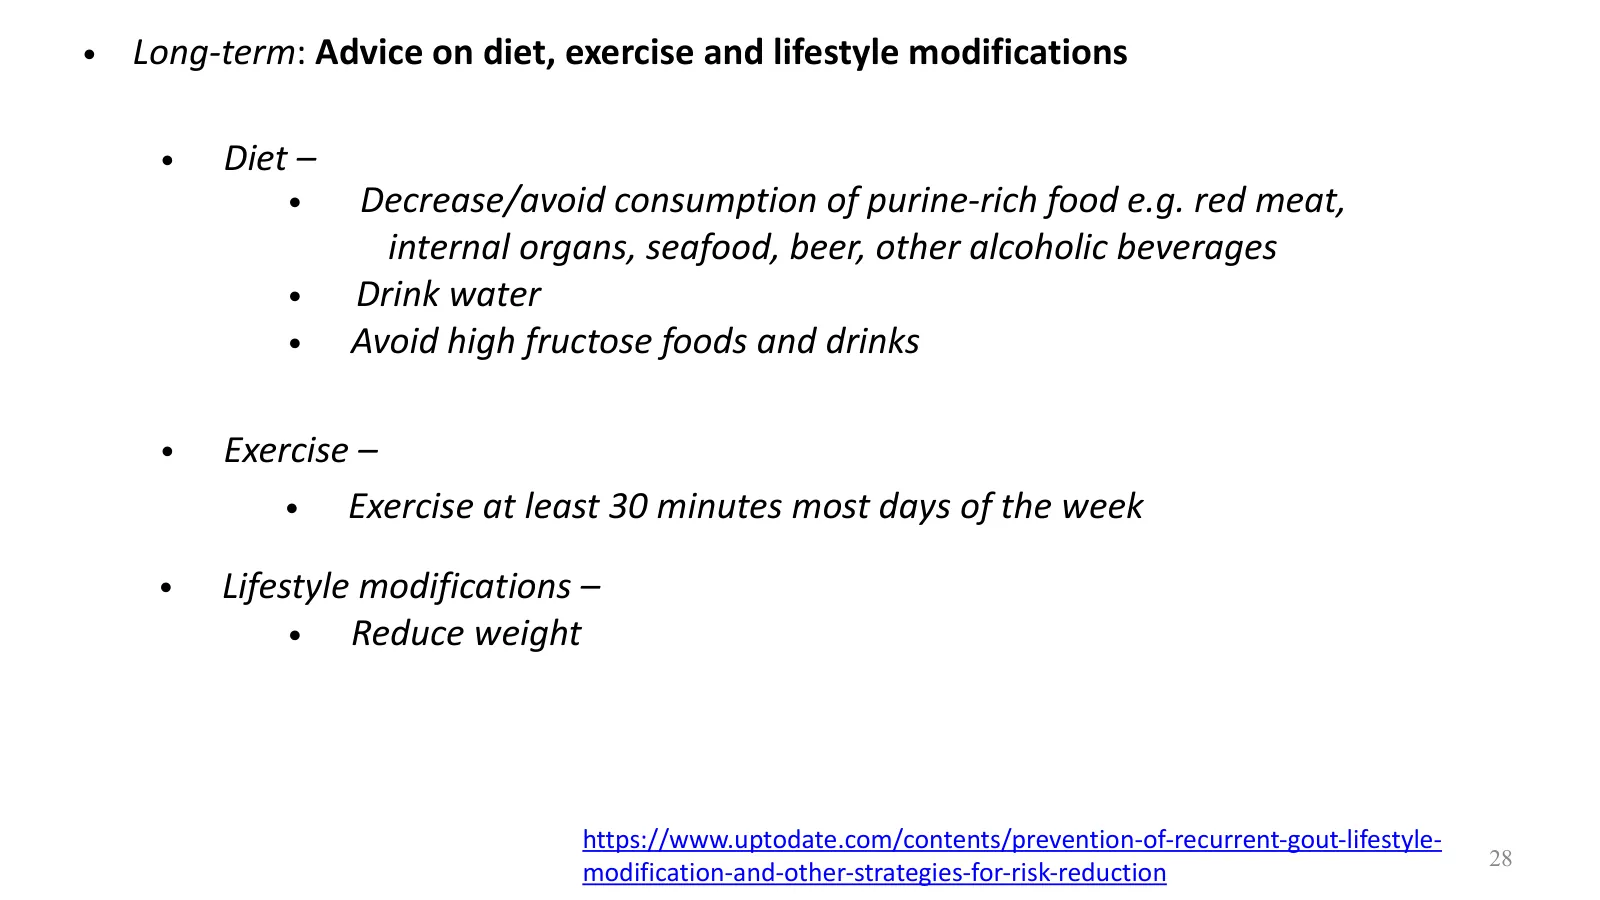 • Long-term: Advice on diet, exercise and lifestyle modifications
• Diet –
• Decrease/avoid consumption of purine-rich food e.g. red meat,
internal organs, seafood, beer, other alcoholic beverages
• Drink water
• Avoid high fructose foods and drinks
• Exercise –
• Exercise at least 30 minutes most days of the week
• Lifestyle modifications –
• Reduce weight
https://www.uptodate.com/contents/prevention-of-recurrent-gout-lifestyle-
modification-and-other-strategies-for-risk-reduction
28